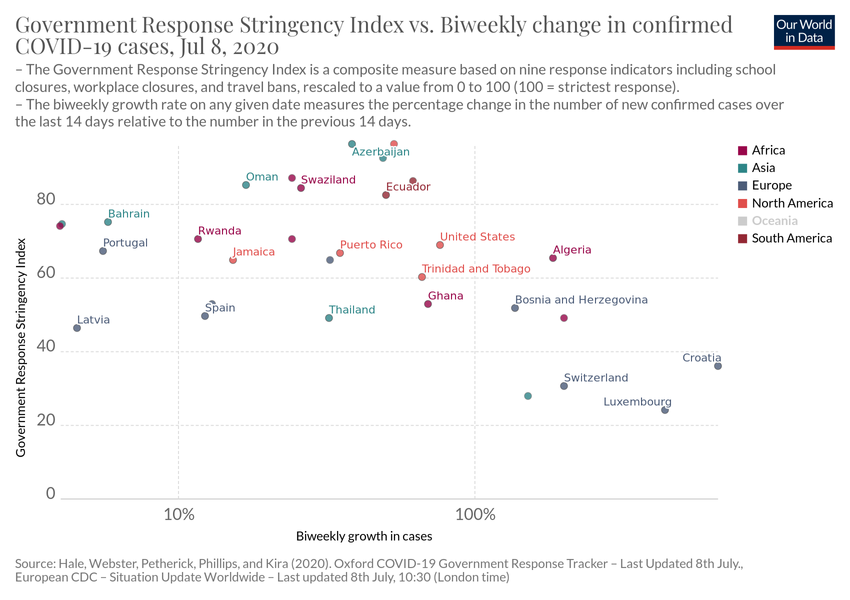 Government Response Stringency Index vs. Biweekly change in confirmed
COVID-19 cases, Jul 8, 2020
Our World
in Data
– The Government Response Stringency Index is a composite measure based on nine response indicators including school
closures, workplace closures, and travel bans, rescaled to a value from 0 to 100 (100 = strictest response).
– The biweekly growth rate on any given date measures the percentage change in the number of new confirmed cases over
the last 14 days relative to the number in the previous 14 days.
Africa
Asia
Europe
North America
Oceania
South America
Government Response Stringency Index
80
60
40
20
0
Azerbaijan
Oman
Swaziland
Ecuador
Bahrain
Portugal
Rwanda
Jamaica
Puerto Rico
United States
Algeria
Trinidad and Tobago
Ghana
Bosnia and Herzegovina
Latvia
Spain
Thailand
Croatia
Switzerland
Luxembourg
10%
100%
Biweekly growth in cases
Source: Hale, Webster, Petherick, Phillips, and Kira (2020). Oxford COVID-19 Government Response Tracker – Last Updated 8th July.,
European CDC – Situation Update Worldwide – Last updated 8th July, 10:30 (London time)